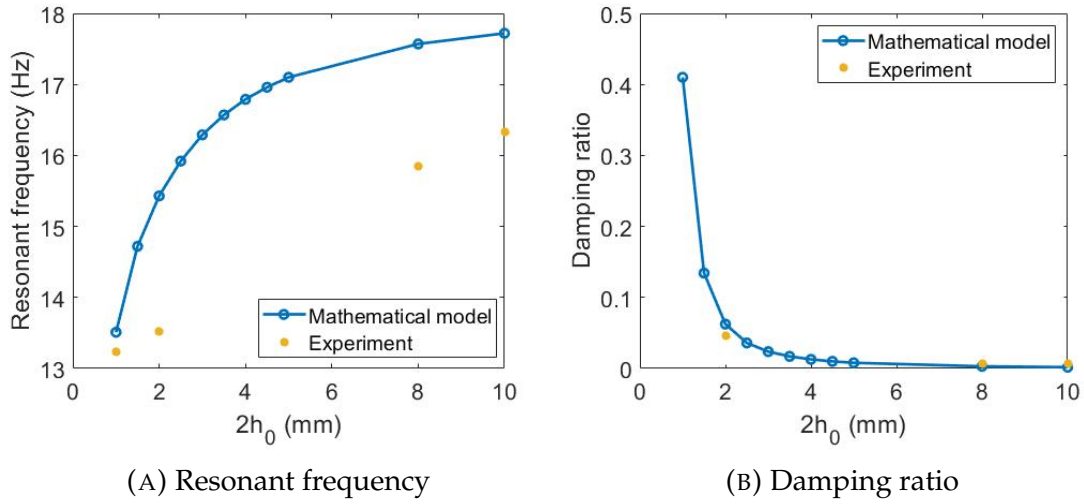 18
17
16
15
14
13
Resonant frequency (Hz)
Mathematical model
Experiment
0 2 4 6 8 10
2h0 (mm)
(A) Resonant frequency
0.5
0.4
0.3
0.2
0.1
0
Damping ratio
Mathematical model
Experiment
0 2 4 6 8 10
2h0 (mm)
(B) Damping ratio